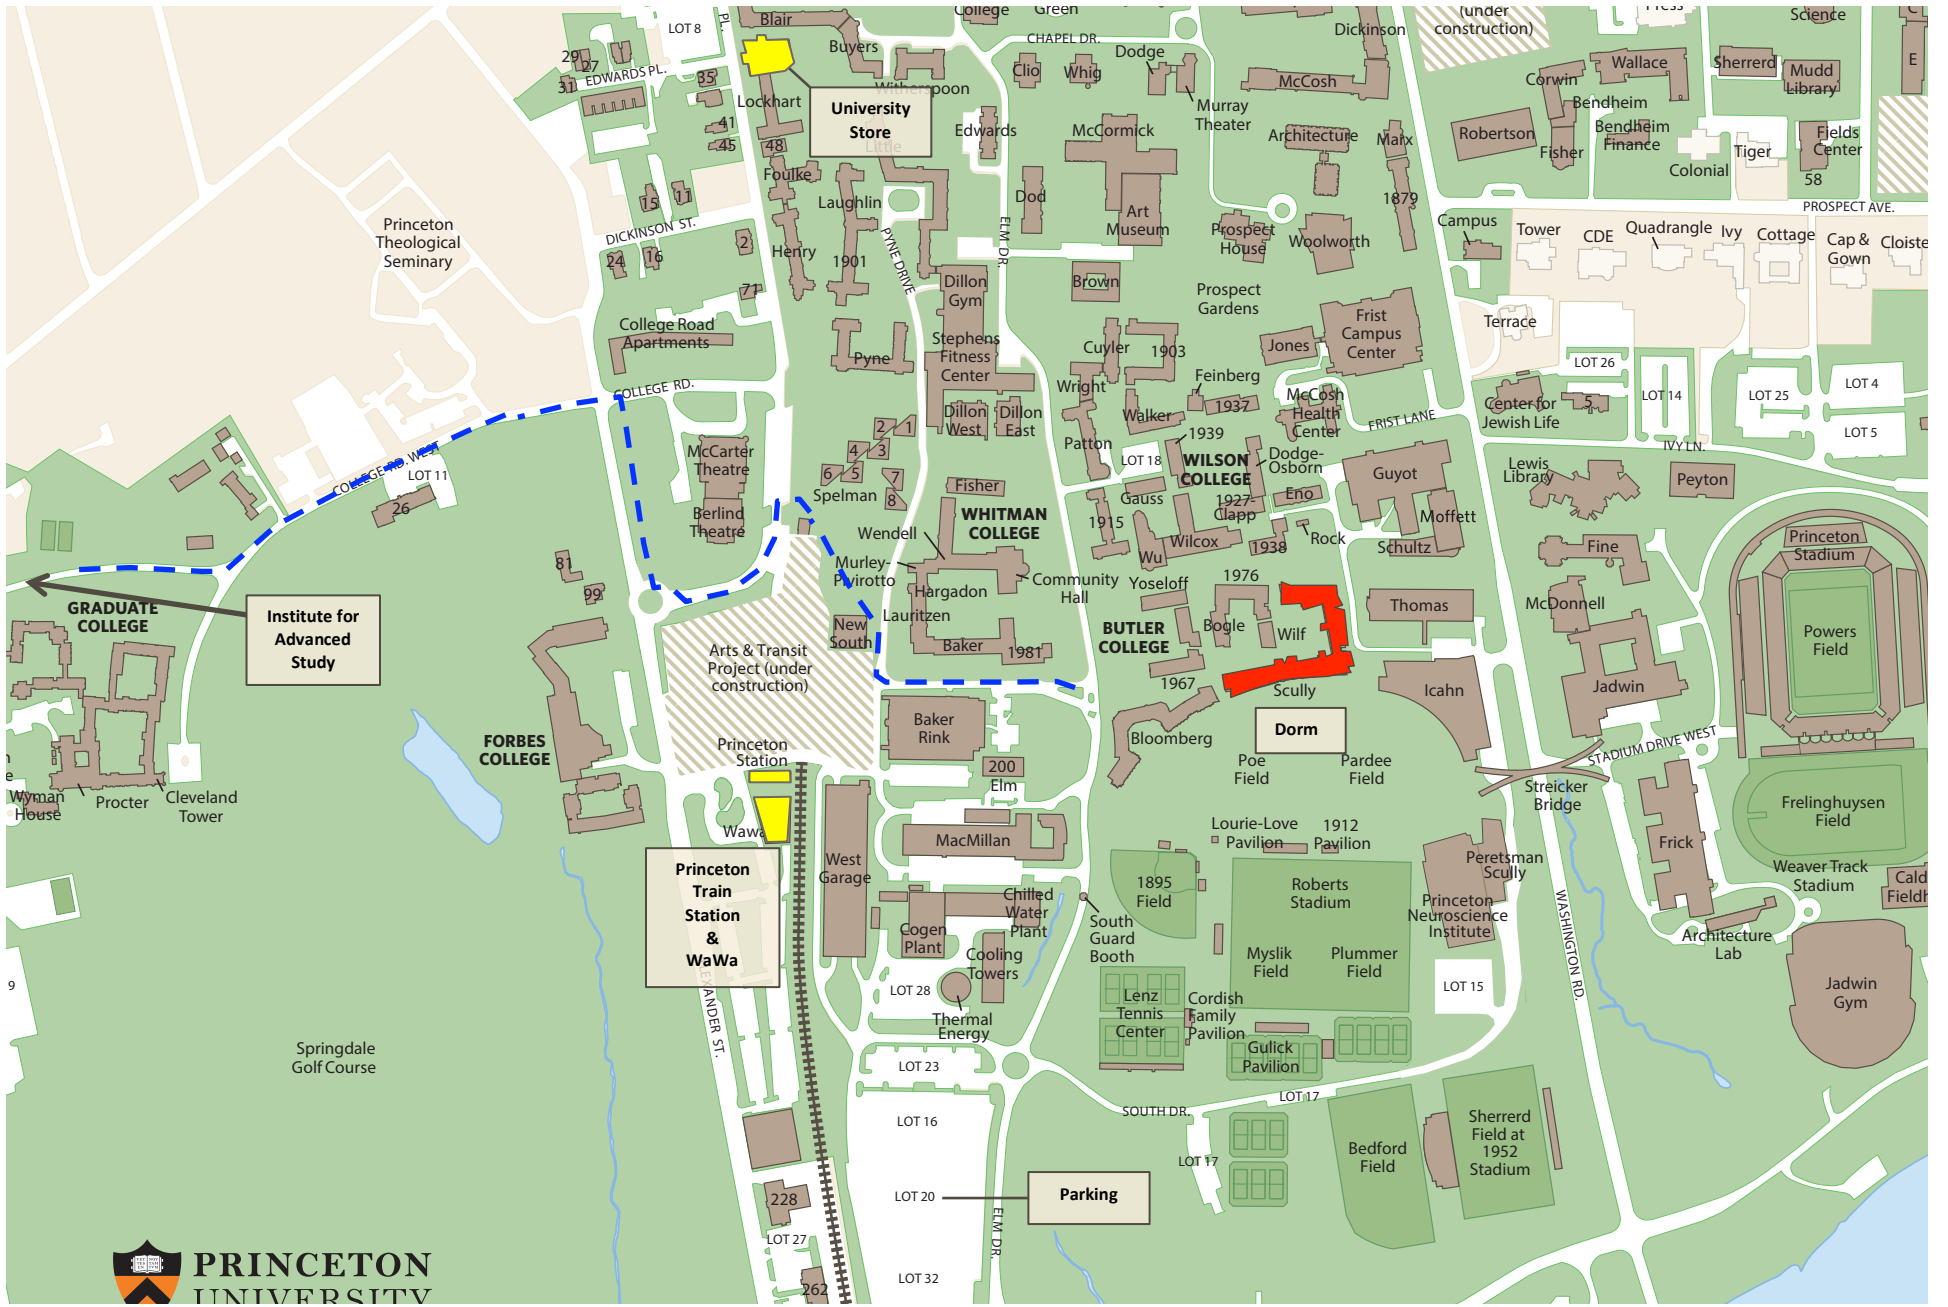 LOT 8
PL.
Blair
Buyers
College
Green
CHAPEL DR.
Dodge
Dickinson
(under
construction)
Press
Science
29
27
31
EDWARDS PL.
35
41
45
48
Lockhart
Witherspoon
University
Store
Little
Edwards
Clio
Whig
Murray
Theater
McCosh
McCormick
Architecture
Marx
Corwin
Wallace
Sherrerd
Mudd
Library
E
Bendheim
Robertson
Bendheim
Finance
Fisher
Colonial
Tiger
Fields
Center
58
Foulke
Laughlin
15
11
Princeton
Theological
Seminary
DICKINSON ST.
2
24
16
71
Henry
1901
PYNE DRIVE
ELM DR.
Dod
Art
Museum
Prospect
House
Woolworth
1879
PROSPECT AVE.
Campus
Tower
CDE
Quadrangle
Ivy
Cottage
Cap &
Gown
Cloiste
Dillon
Gym
Brown
Prospect
Gardens
College Road
Apartments
Pyne
Stephens
Fitness
Center
Cuyler
1903
Jones
Frist
Campus
Center
Terrace
LOT 26
LOT 14
LOT 25
LOT 4
LOT 5
COLLEGE RD.
Wright
Feinberg
1937
Walker
McCosh
Health
Center
FRIST LANE
Center for
Jewish Life
5
IVY LN.
Dillon
West
Dillon
East
2
1
4
3
6
5
7
8
Spelman
McCarter
Theatre
Berlind
Theatre
COLLEGE RD. WEST
LOT 11
26
Patton
1939
LOT 18
WILSON
COLLEGE
Dodge-
Osborn
Guyot
Lewis
Library
Peyton
Fisher
Gauss
1927-
Clapp
Eno
Moffett
WHITMAN
COLLEGE
Wendell
1915
Wu
Wilcox
1938
Rock
Schultz
Fine
Princeton
Stadium
Murley-
Pivirotto
Hargadon
Community
Hall
Yoseloff
1976
Thomas
McDonnell
81
99
GRADUATE
COLLEGE
Institute for
Advanced
Study
New
South
Lauritzen
Baker
1981
BUTLER
COLLEGE
Bogle
Wilf
Powers
Field
Arts & Transit
Project (under
construction)
1967
Scully
Icahn
Jadwin
Baker
Rink
Bloomberg
Dorm
Poe
Field
Pardee
Field
STADIUM DRIVE WEST
FORBES
COLLEGE
Princeton
Station
200
Elm
Streicker
Bridge
Wyman
House
Procter
Cleveland
Tower
Frelinghuysen
Field
Wawa
MacMillan
Lourie-Love
Pavilion
1912
Pavilion
Frick
West
Garage
Princeton
Train
Station
&
WaWa
1895
Field
Roberts
Stadium
Peretsman
Scully
Weaver Track
Stadium
Princeton
Neuroscience
Institute
Cald
Fieldh
Chilled
Water
Plant
South
Guard
Booth
Cogen
Plant
Cooling
Towers
Myslik
Field
Plummer
Field
Architecture
Lab
WASHINGTON RD.
LOT 28
Thermal
Energy
Lenz
Tennis
Center
Cordish
Family
Pavilion
LOT 15
Jadwin
Gym
9
LEXANDER ST.
Springdale
Golf Course
Gulick
Pavilion
LOT 23
SOUTH DR.
LOT 17
LOT 16
LOT 17
Bedford
Field
Sherrerd
Field at
1952
Stadium
LOT 20
Parking
228
ELM DR.
LOT 27
LOT 32
262
PRINCETON
UNIVERSITY